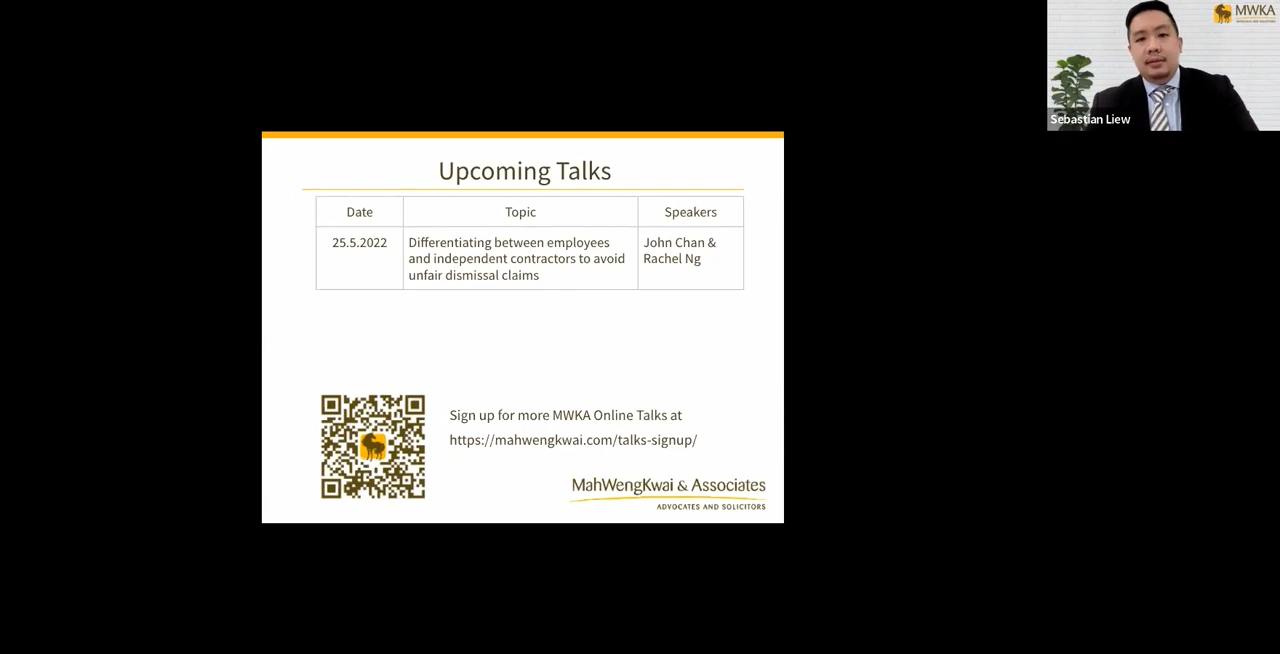 MWKA
Sebastian Liew
Upcoming Talks
Date
Topic
Speakers
25.5.2022
Differentiating between employees
and independent contractors to avoid
unfair dismissal claims
John Chan &
Rachel Ng
Sign up for more MWKA Online Talks at
https://mahwengkwai.com/talks-signup/
MahWengKwai & Associates
ADVOCATES AND SOLICITORS